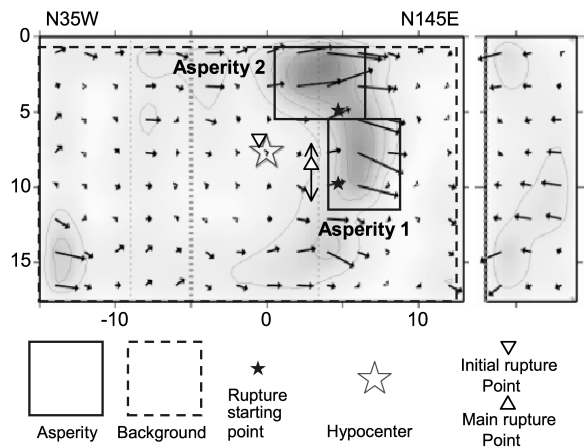 N35W N145E
0
5
10
15
Asperity 2
Asperity 1
-10 0 10
Asperity
Background
Rupture
starting
point
Hypocenter
Initial rupture
Point
Main rupture
Point